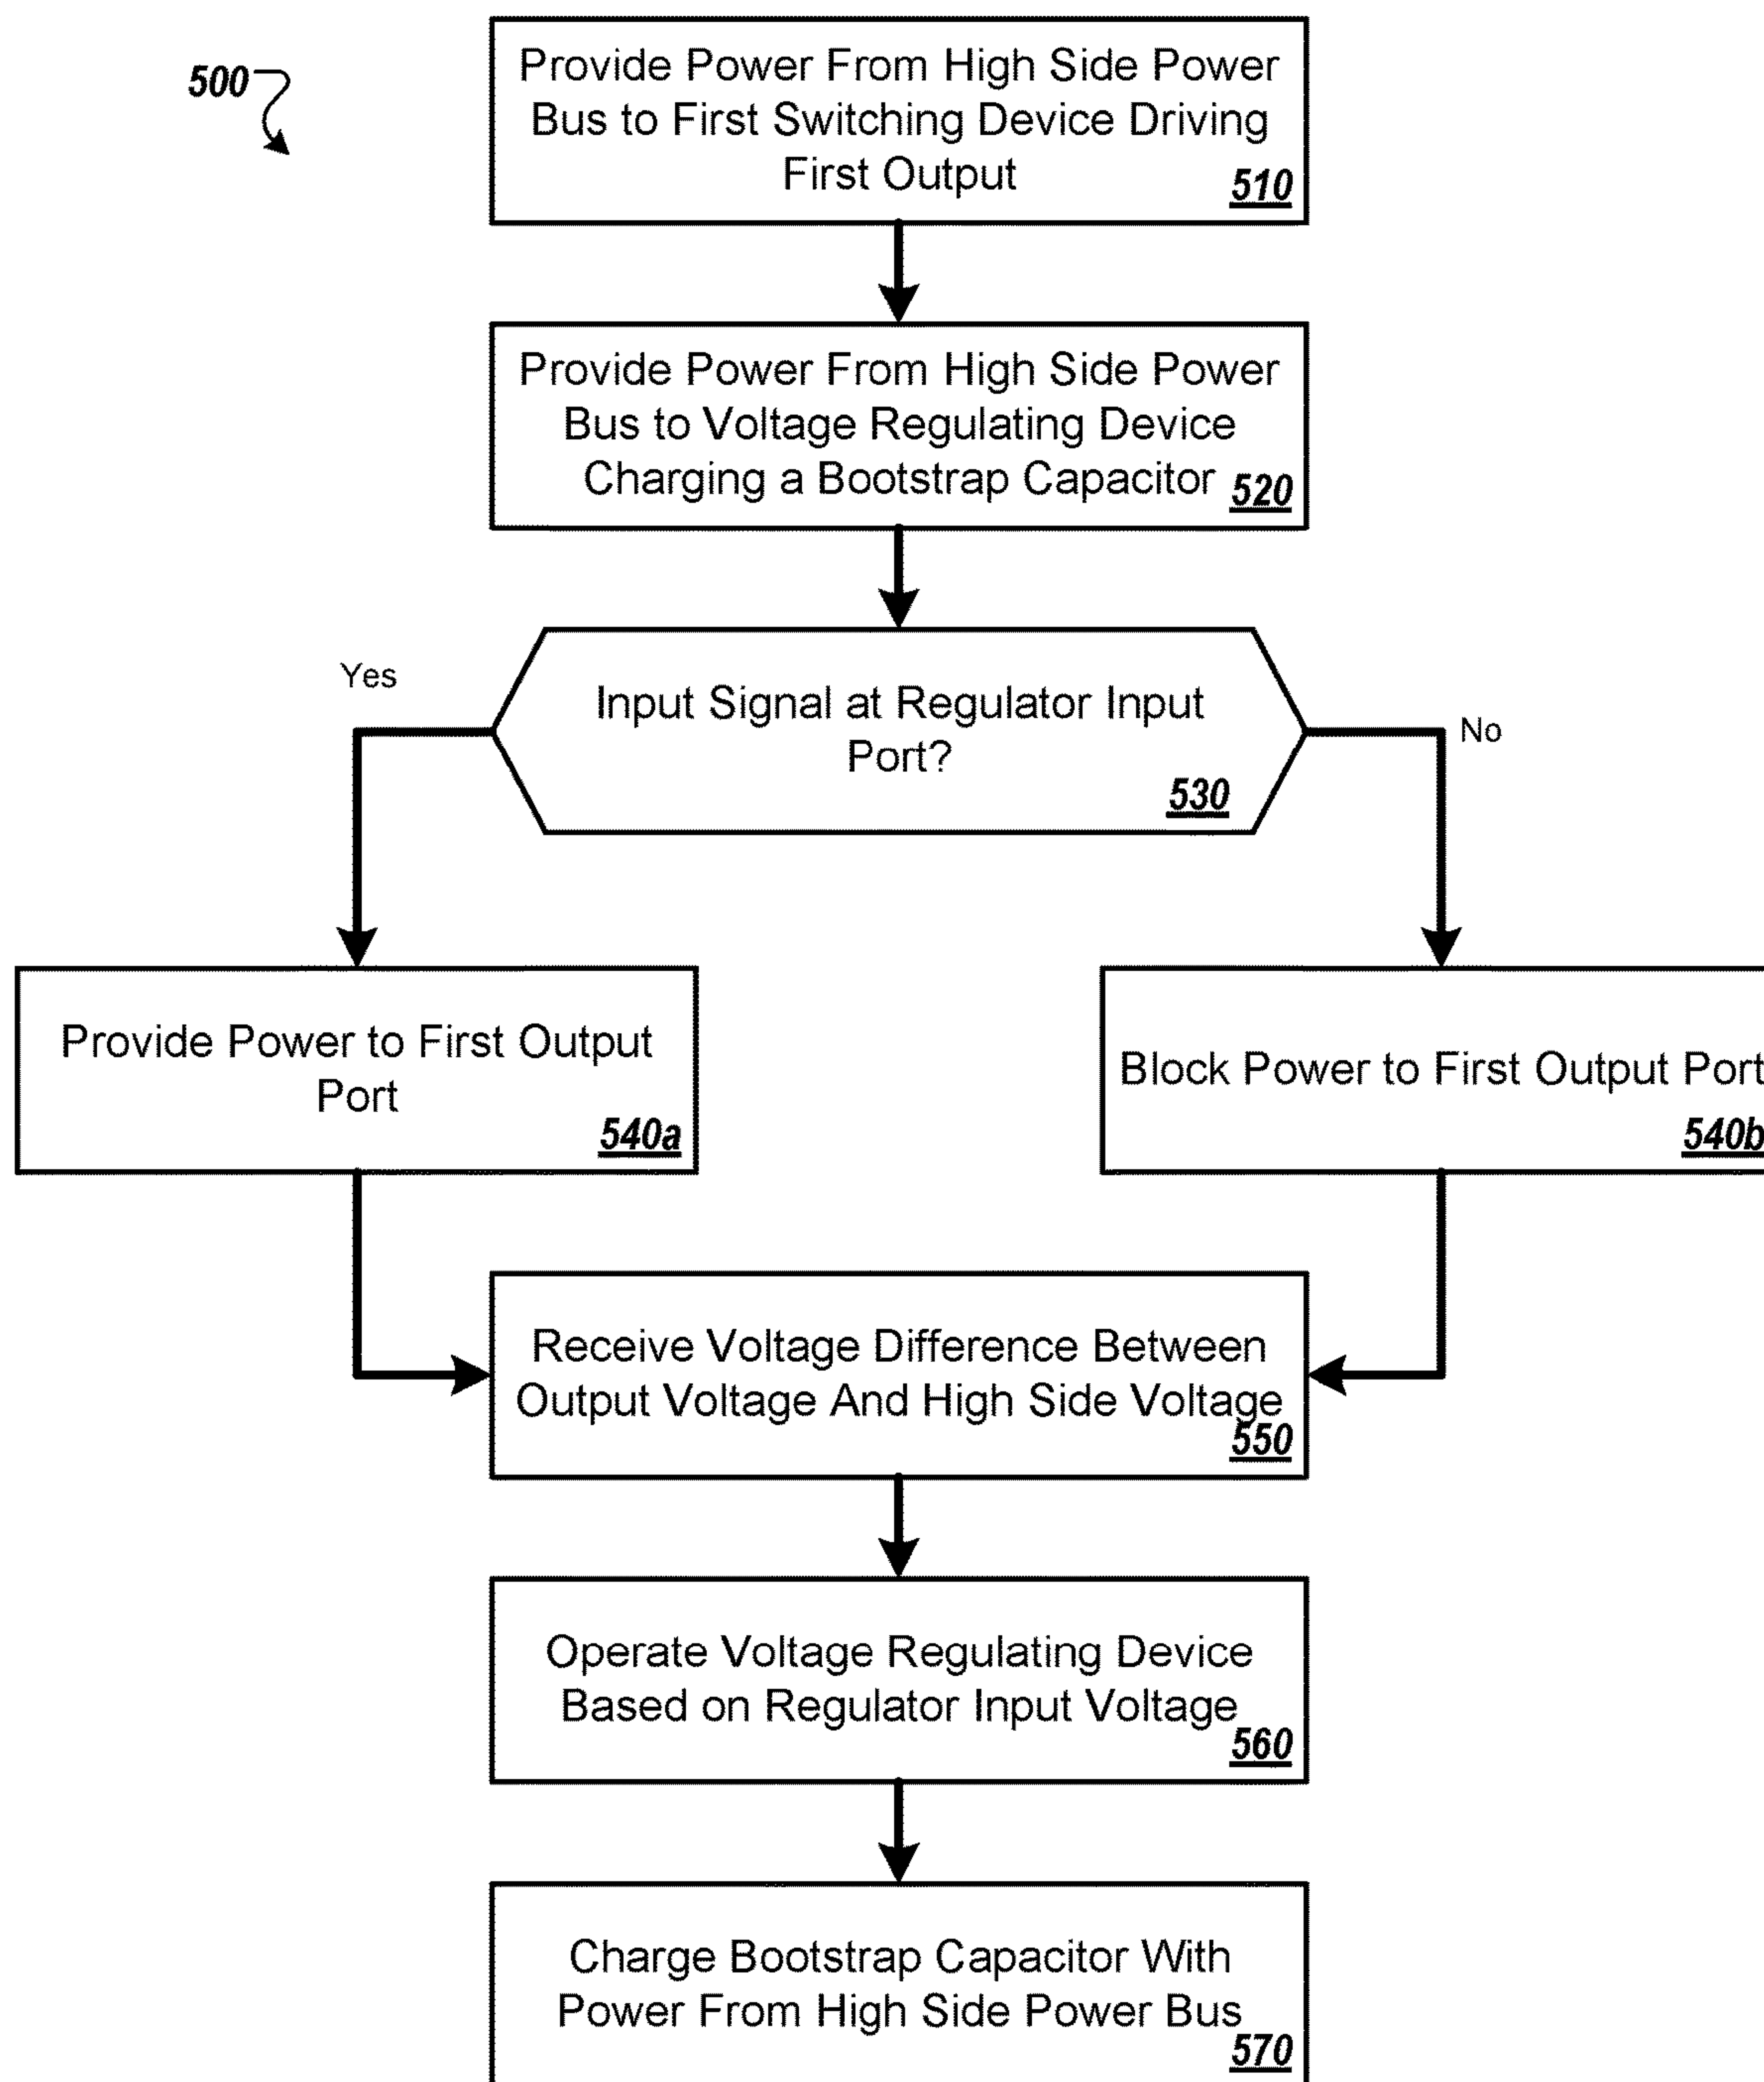 500
Provide Power From High Side Power
Bus to First Switching Device Driving
First Output
510
Provide Power From High Side Power
Bus to Voltage Regulating Device
Charging a Bootstrap Capacitor
520
Yes
Input Signal at Regulator Input
Port?
530
No
Provide Power to First Output
Port
540a
Block Power to First Output Port
540b
Receive Voltage Difference Between
Output Voltage And High Side Voltage
550
Operate Voltage Regulating Device
Based on Regulator Input Voltage
560
Charge Bootstrap Capacitor With
Power From High Side Power Bus
570